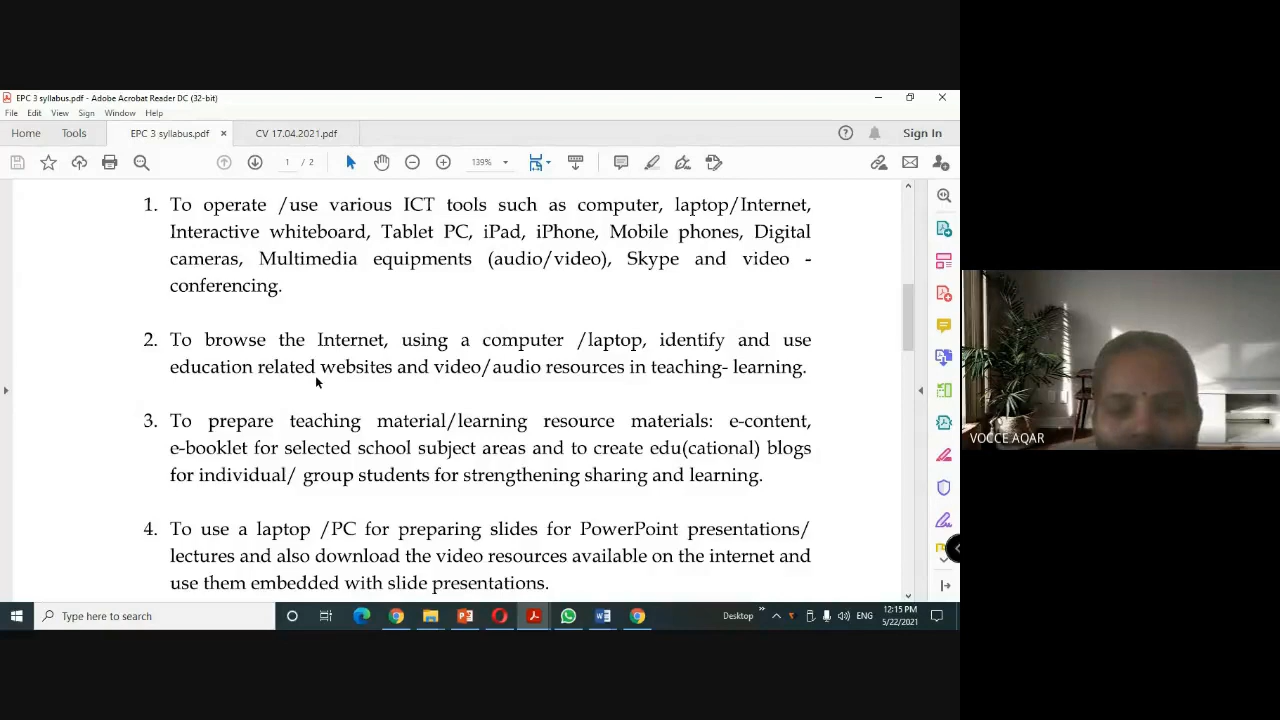 EPC 3 syllabus.pdf - Adobe Acrobat Reader DC (32-bit)
File Edit View Sign Window Help
Home Tools EPC 3 syllabus.pdf × CV 17.04.2021.pdf Sign In
1 / 2 139%
1. To operate /use various ICT tools such as computer, laptop/Internet,
Interactive whiteboard, Tablet PC, iPad, iPhone, Mobile phones, Digital
cameras, Multimedia equipments (audio/video), Skype and video -
conferencing.
2. To browse the Internet, using a computer /laptop, identify and use
education related websites and video/audio resources in teaching- learning.
3. To prepare teaching material/learning resource materials: e-content,
e-booklet for selected school subject areas and to create edu(cational) blogs
for individual/ group students for strengthening sharing and learning.
4. To use a laptop /PC for preparing slides for PowerPoint presentations/
lectures and also download the video resources available on the internet and
use them embedded with slide presentations.
VOCCE AQAR
Type here to search
Desktop » ENG 12:15 PM
5/22/2021